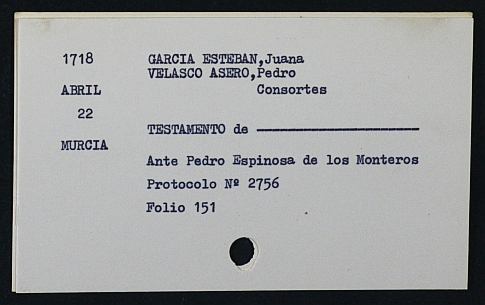 1718
ABRIL
22
MURCIA
GARCIA ESTEBAN,Juana
VELASCO ASERO,Pedro
Consortes
TESTAMENTO de ————————————
Ante Pedro Espinosa de los Monteros
Protocolo Nº 2756
Folio 151